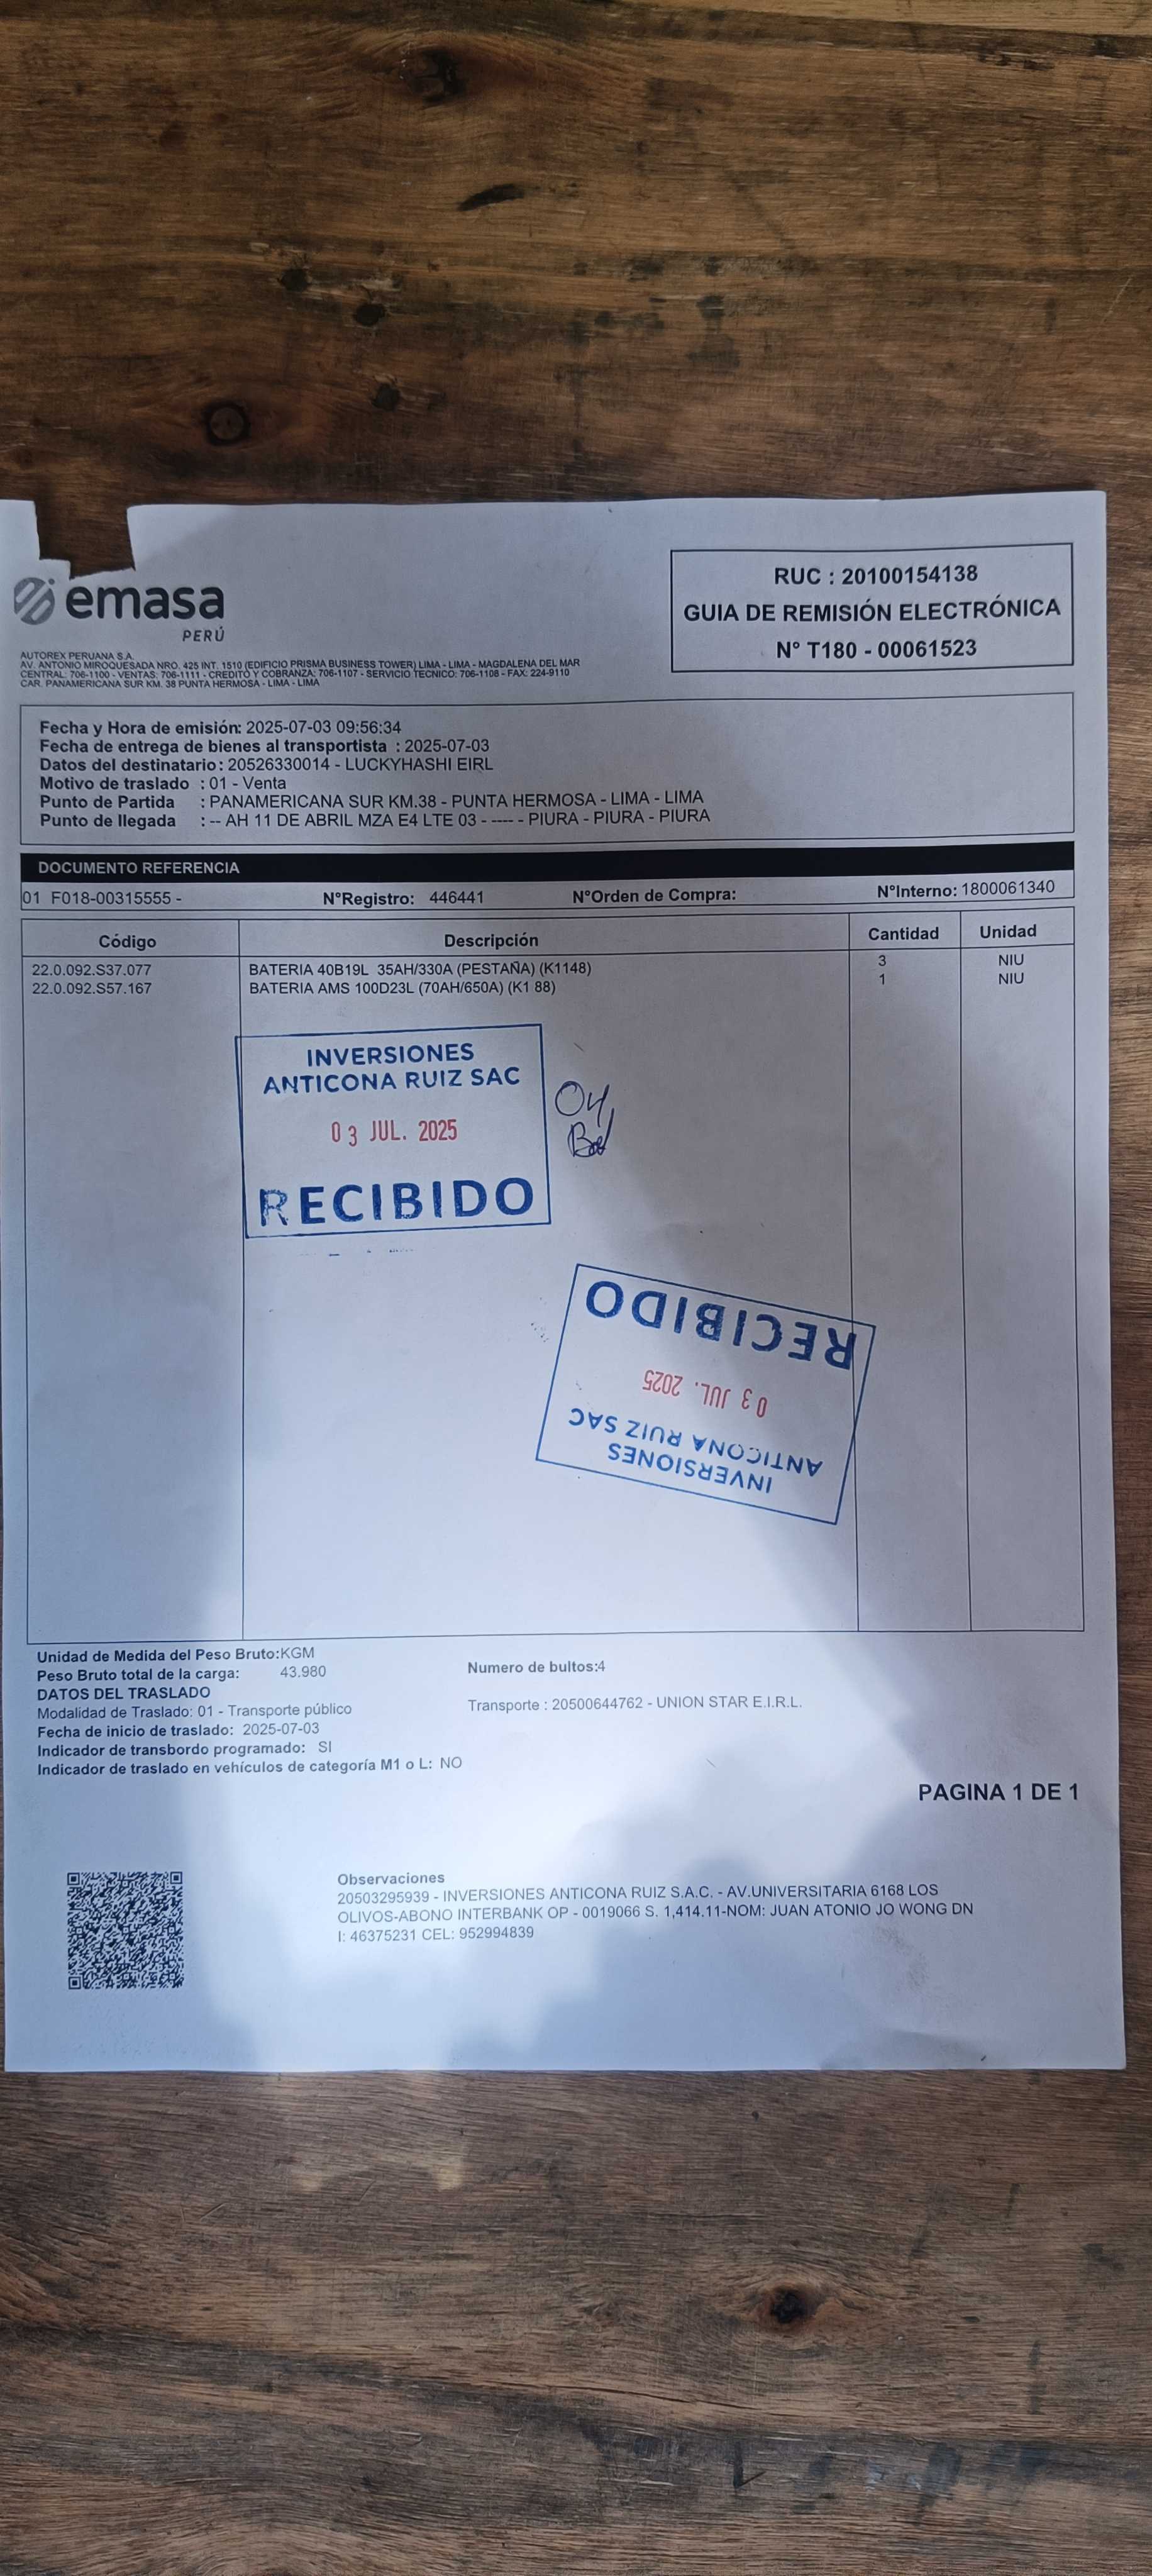 emasa
PERÚ
AUTOREX PERUANA S.A.
AV. ANTONIO MIROQUESADA NRO. 425 INT. 1510 (EDIFICIO PRISMA BUSINESS TOWER) LIMA - LIMA - MAGDALENA DEL MAR
CENTRAL: 706-1100 - VENTAS: 706-1111 - CREDITO Y COBRANZA: 706-1107 - SERVICIO TECNICO: 706-1108 - FAX: 224-9110
CAR. PANAMERICANA SUR KM. 38 PUNTA HERMOSA - LIMA - LIMA
RUC : 20100154138
GUIA DE REMISIÓN ELECTRÓNICA
N° T180 - 00061523
Fecha y Hora de emisión: 2025-07-03 09:56:34
Fecha de entrega de bienes al transportista : 2025-07-03
Datos del destinatario: 20526330014 - LUCKYHASHI EIRL
Motivo de traslado : 01 - Venta
Punto de Partida : PANAMERICANA SUR KM.38 - PUNTA HERMOSA - LIMA - LIMA
Punto de llegada : -- AH 11 DE ABRIL MZA E4 LTE 03 - ---- - PIURA - PIURA - PIURA
DOCUMENTO REFERENCIA
01 F018-00315555 - N°Registro: 446441 N°Orden de Compra: N°Interno: 1800061340
Código Descripción Cantidad Unidad
22.0.092.S37.077 BATERIA 40B19L 35AH/330A (PESTAÑA) (K1148) 3 NIU
22.0.092.S57.167 BATERIA AMS 100D23L (70AH/650A) (K1 88) 1 NIU
INVERSIONES
ANTICONA RUIZ SAC
03 JUL. 2025
RECIBIDO
04
INVERSIONES
ANTICONA RUIZ SAC
03 JUL. 2025
RECIBIDO
Unidad de Medida del Peso Bruto:KGM
Peso Bruto total de la carga: 43.980 Numero de bultos:4
DATOS DEL TRASLADO
Modalidad de Traslado: 01 - Transporte público Transporte : 20500644762 - UNION STAR E.I.R.L.
Fecha de inicio de traslado: 2025-07-03
Indicador de transbordo programado: SI
Indicador de traslado en vehículos de categoría M1 o L: NO
PAGINA 1 DE 1
Observaciones
20503295939 - INVERSIONES ANTICONA RUIZ S.A.C. - AV.UNIVERSITARIA 6168 LOS
OLIVOS-ABONO INTERBANK OP - 0019066 S. 1,414.11-NOM: JUAN ATONIO JO WONG DN
I: 46375231 CEL: 952994839